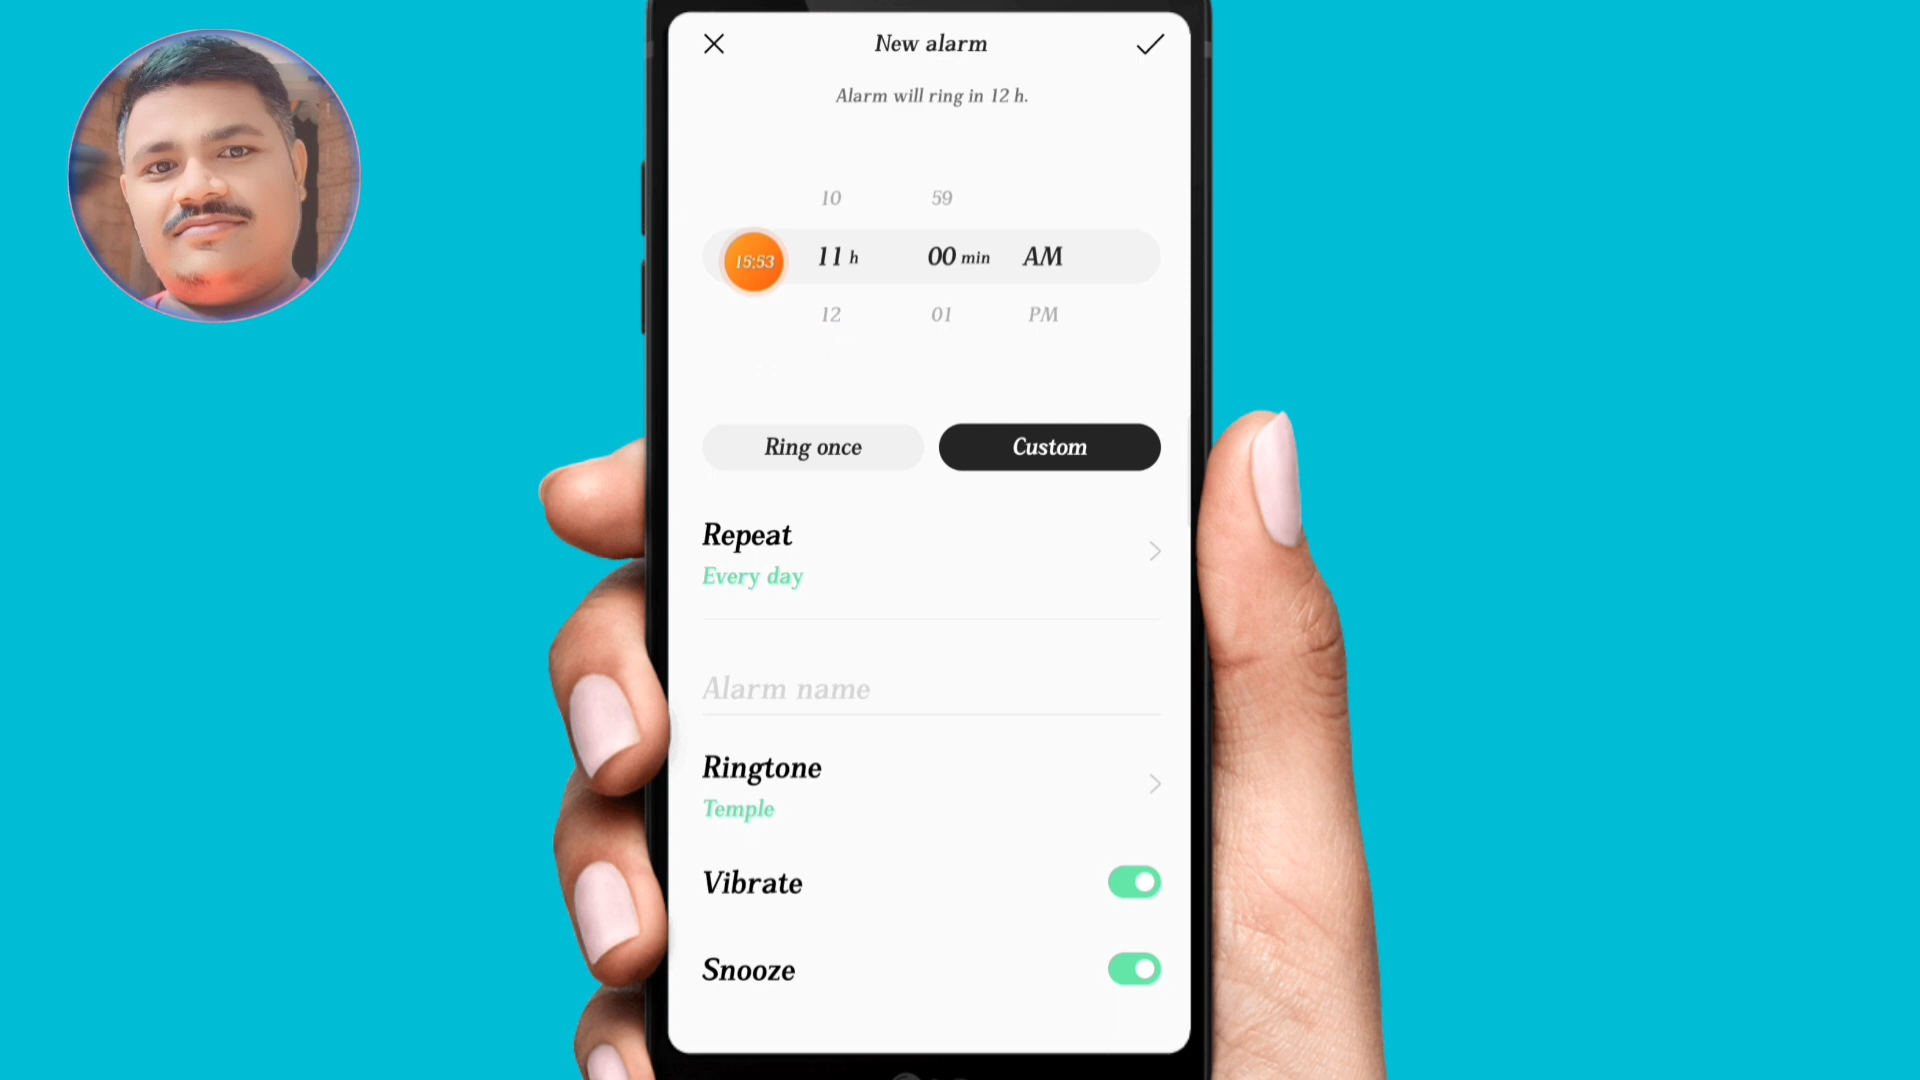 New alarm
Alarm will ring in 12 h.
10 59
15:53 11 h 00 min AM
12 01 PM
Ring once Custom
Repeat
Every day
Alarm name
Ringtone
Temple
Vibrate
Snooze